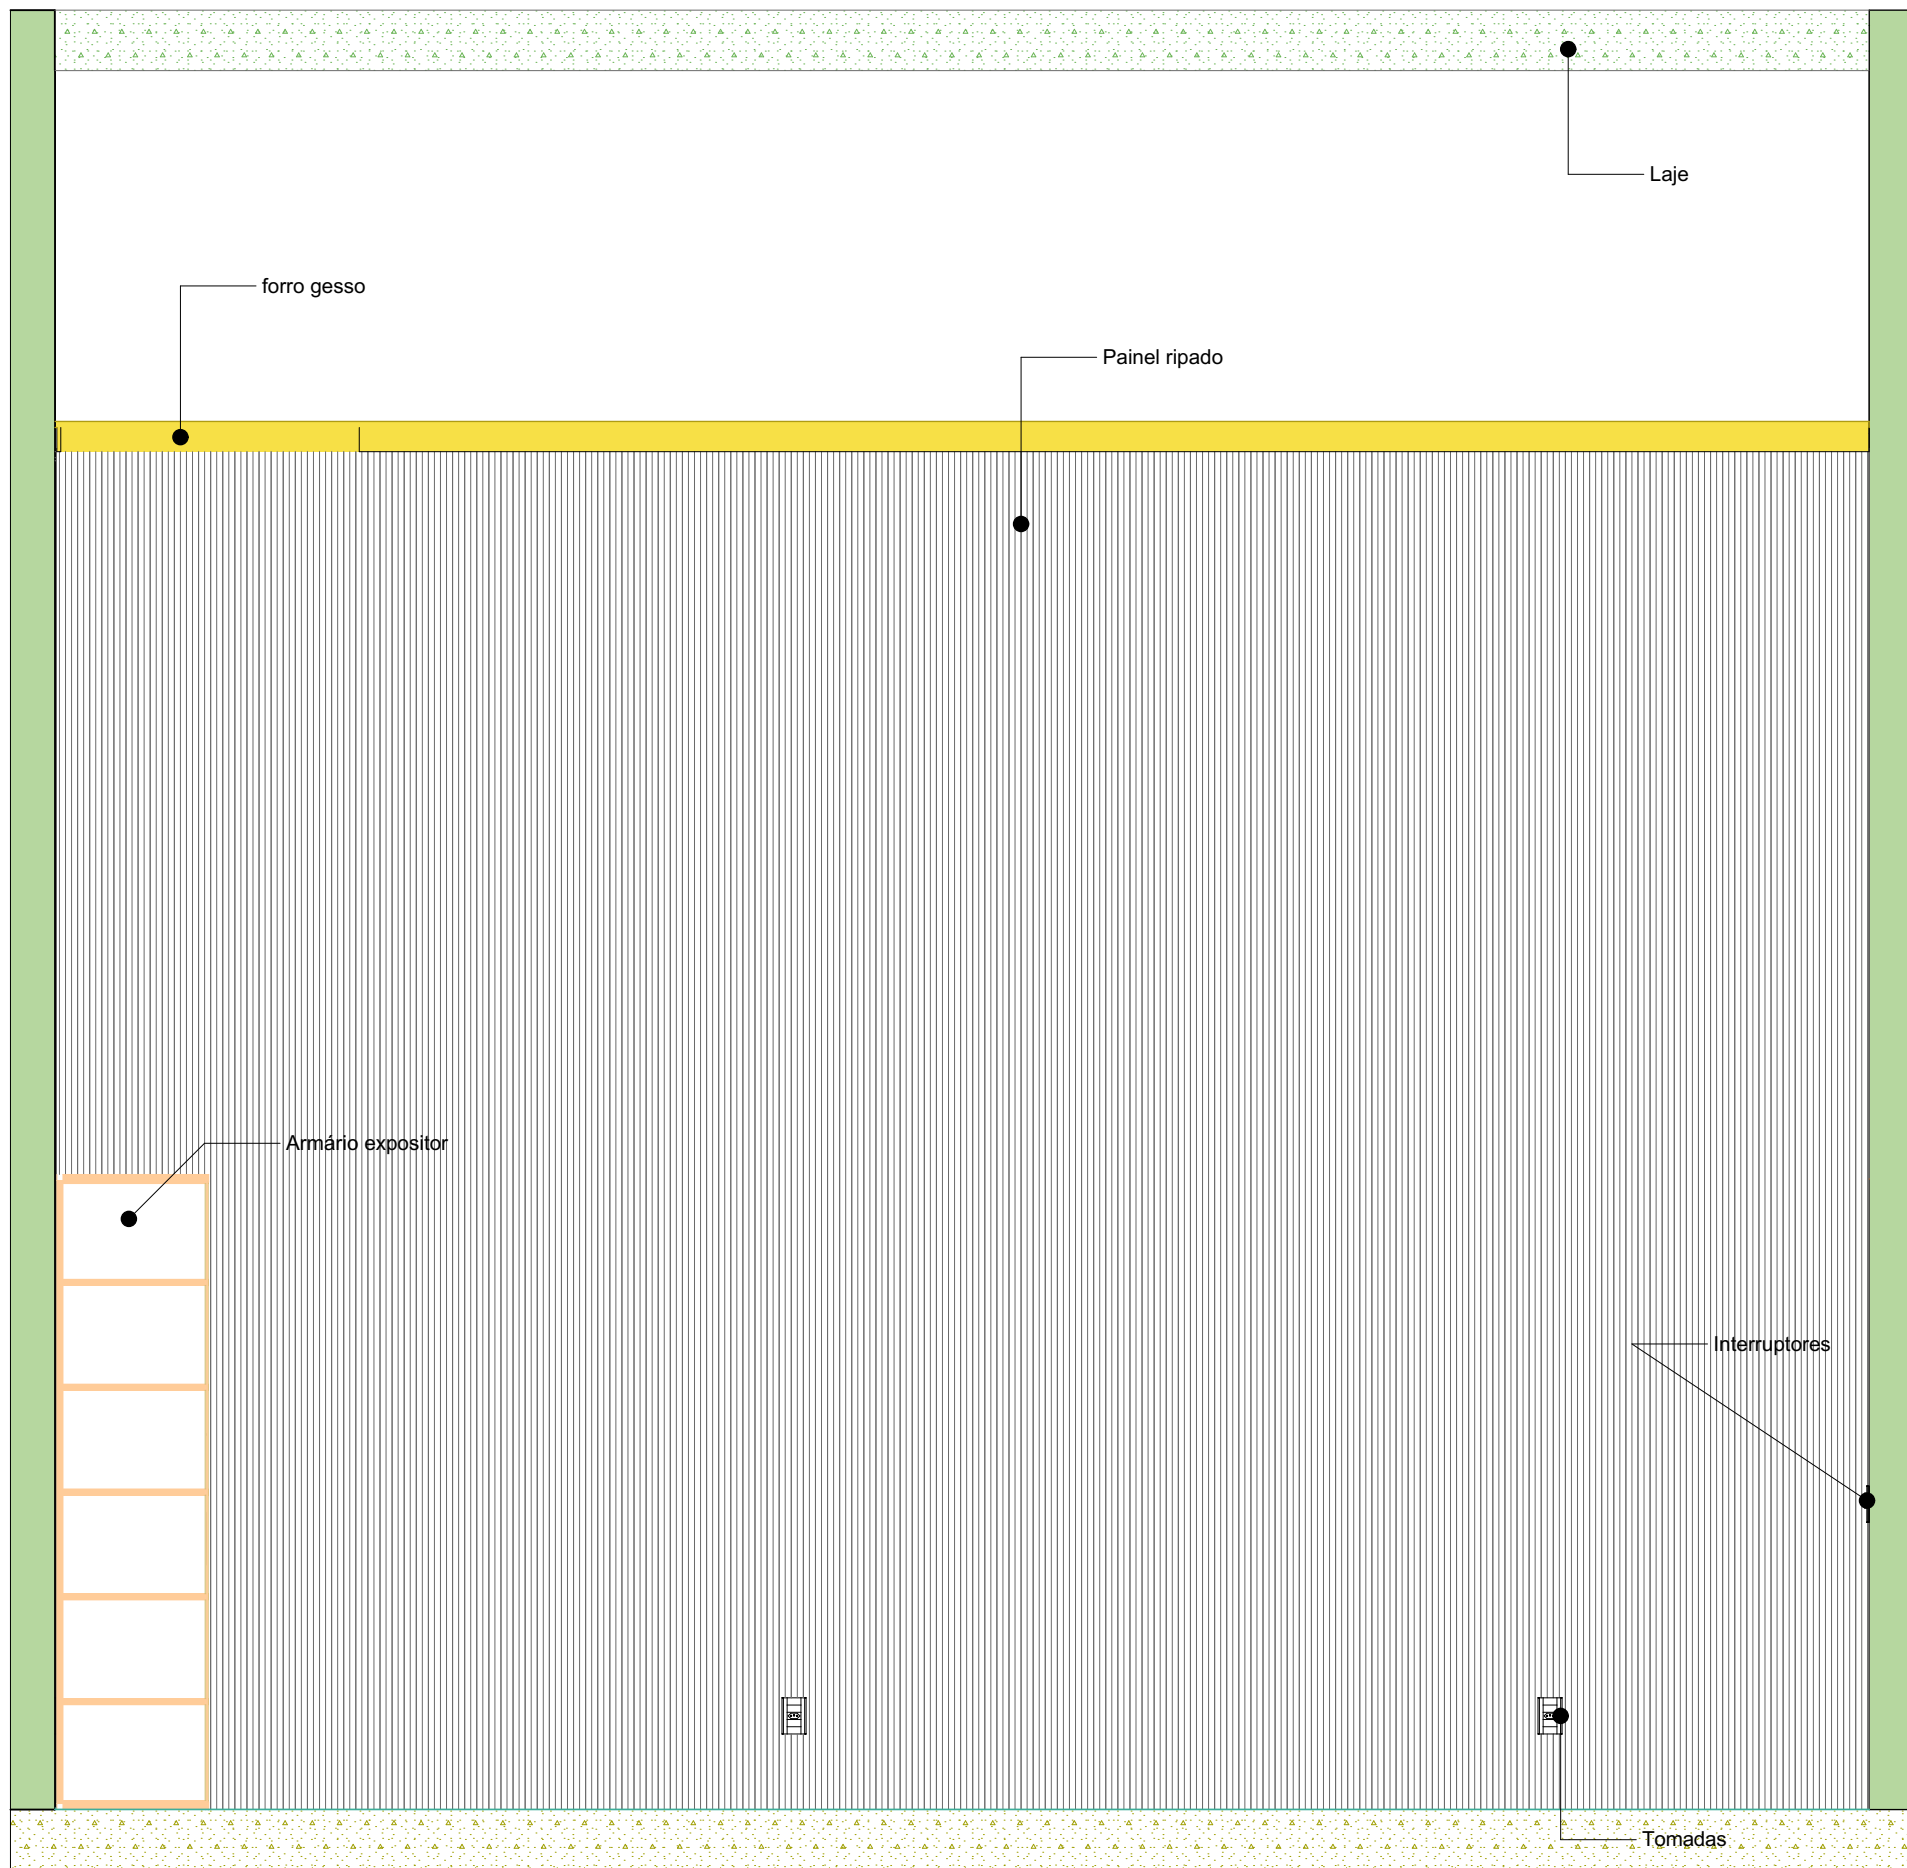 Laje
forro gesso
Painel ripado
Armário expositor
Interruptores
Tomadas